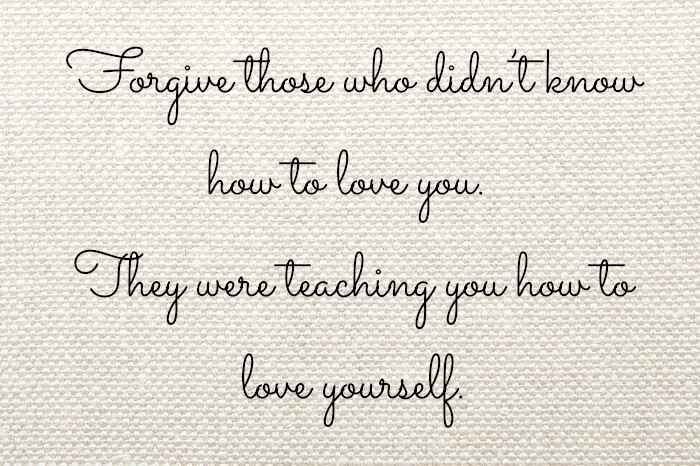 Forgive those who didn't know
how to love you.
They were teaching you how to
love yourself.